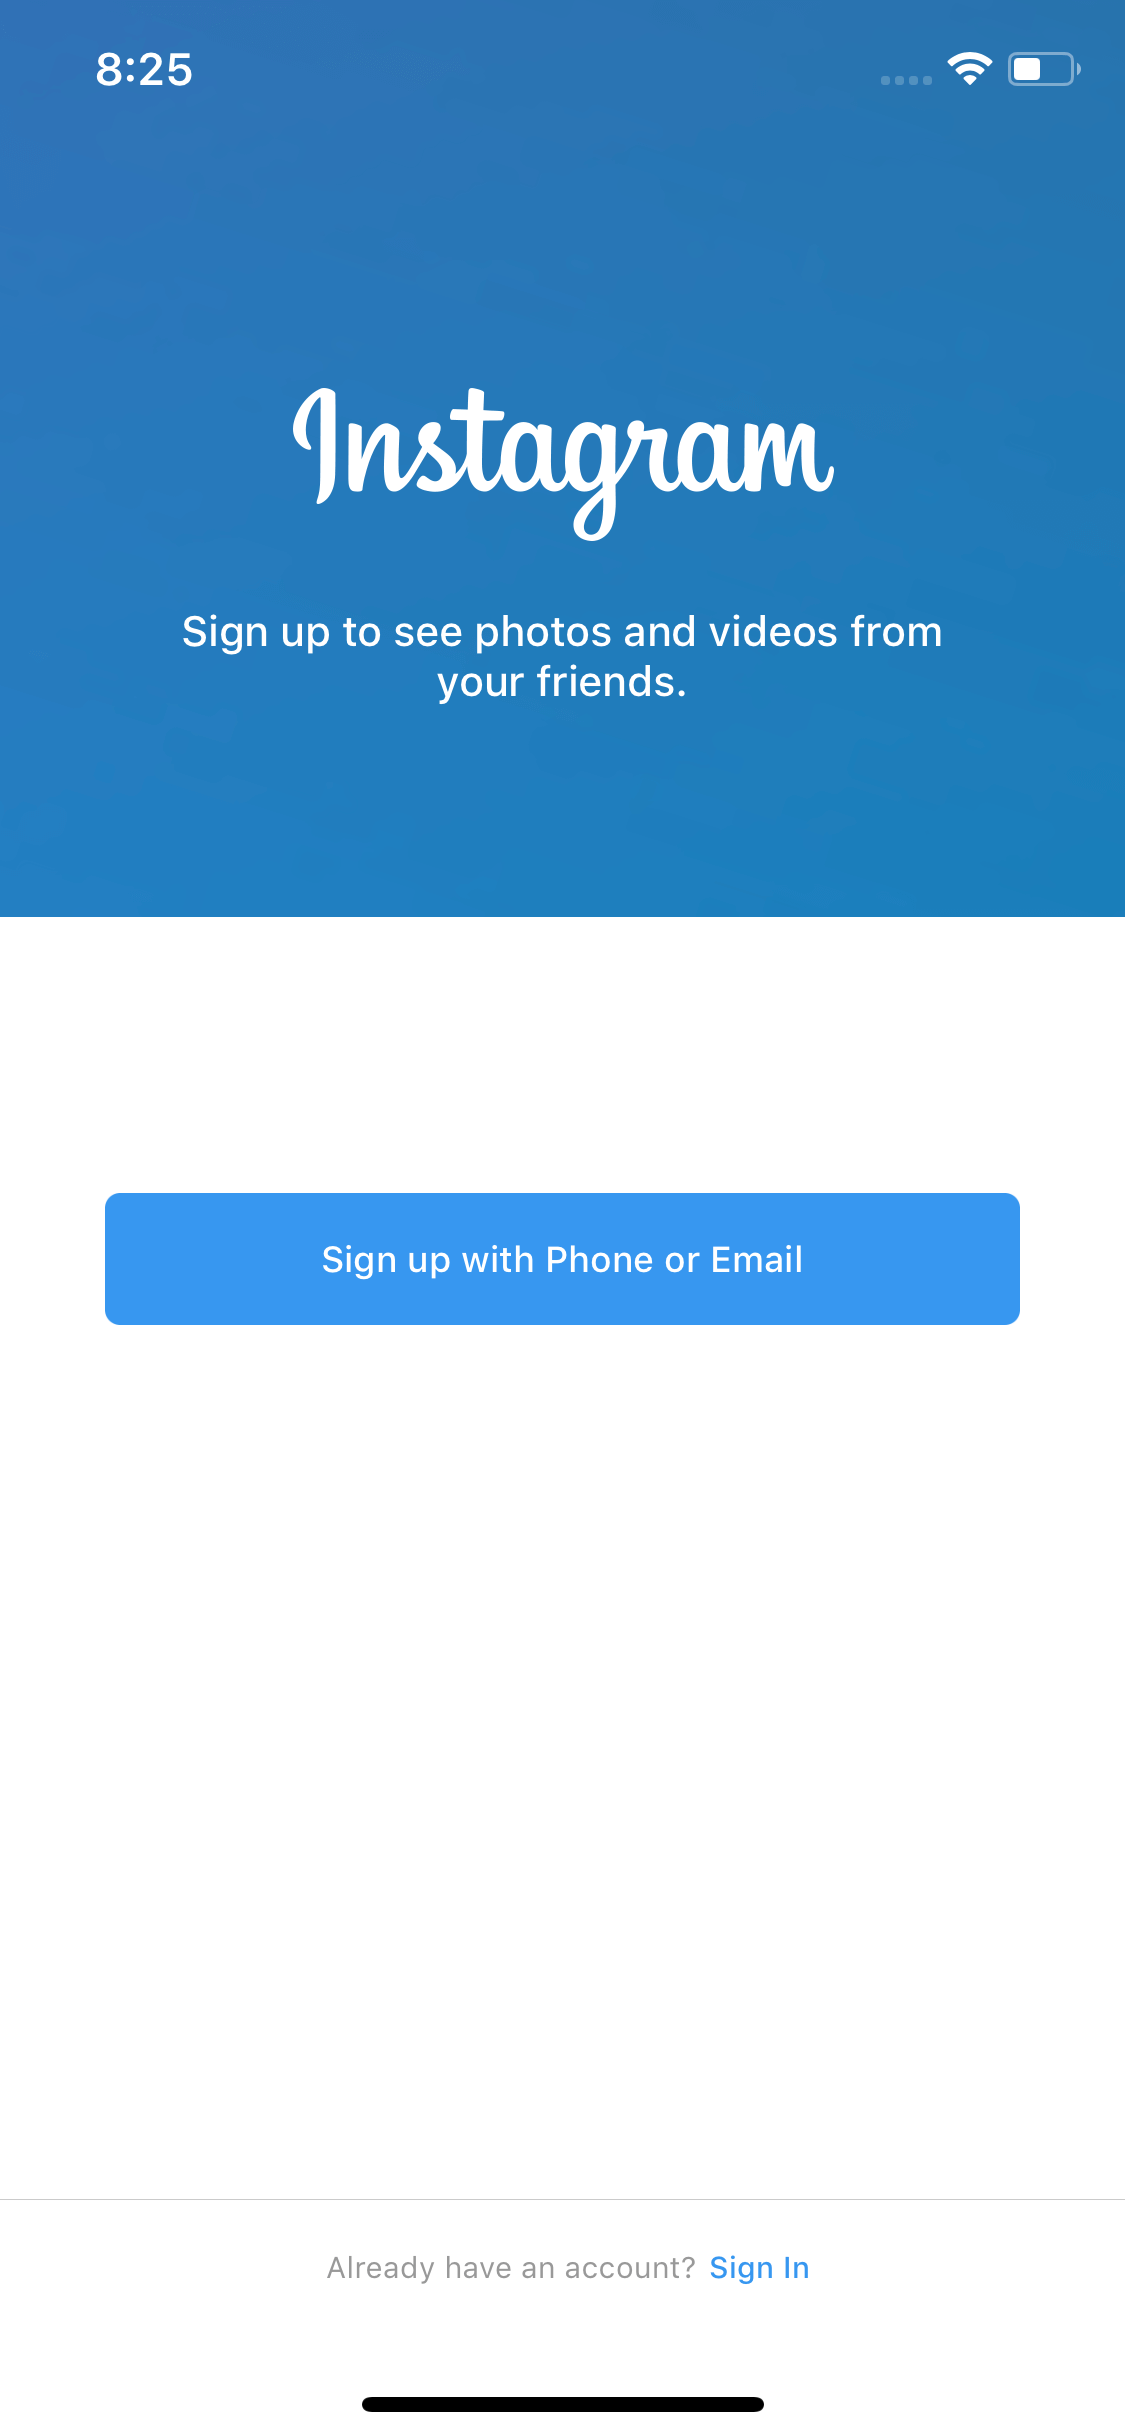 8:25
Instagram
Sign up to see photos and videos from
your friends.
Sign up with Phone or Email
Already have an account? Sign In